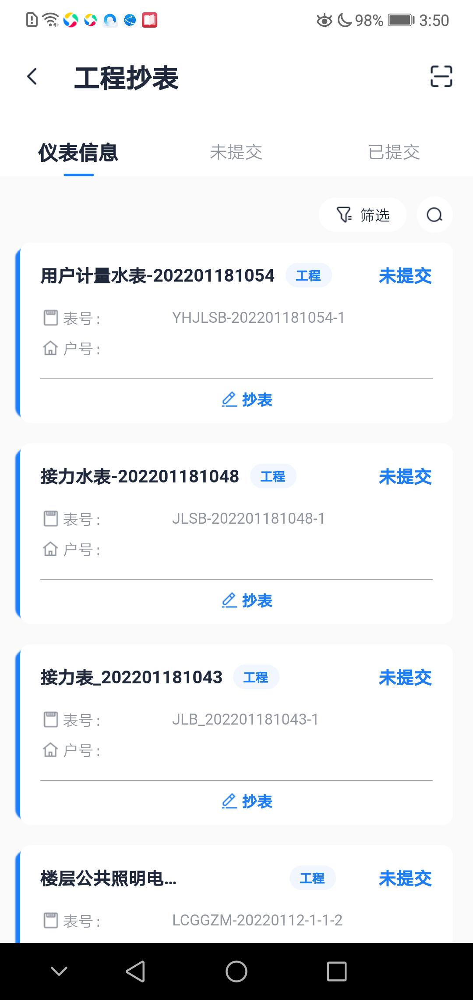 98% 3:50
工程抄表
仪表信息 未提交 已提交
筛选
用户计量水表-202201181054 工程 未提交
表号: YHJLSB-202201181054-1
户号:
抄表
接力水表-202201181048 工程 未提交
表号: JLSB-202201181048-1
户号:
抄表
接力表_202201181043 工程 未提交
表号: JLB_202201181043-1
户号:
抄表
楼层公共照明电... 工程 未提交
表号: LCGGZM-20220112-1-1-2